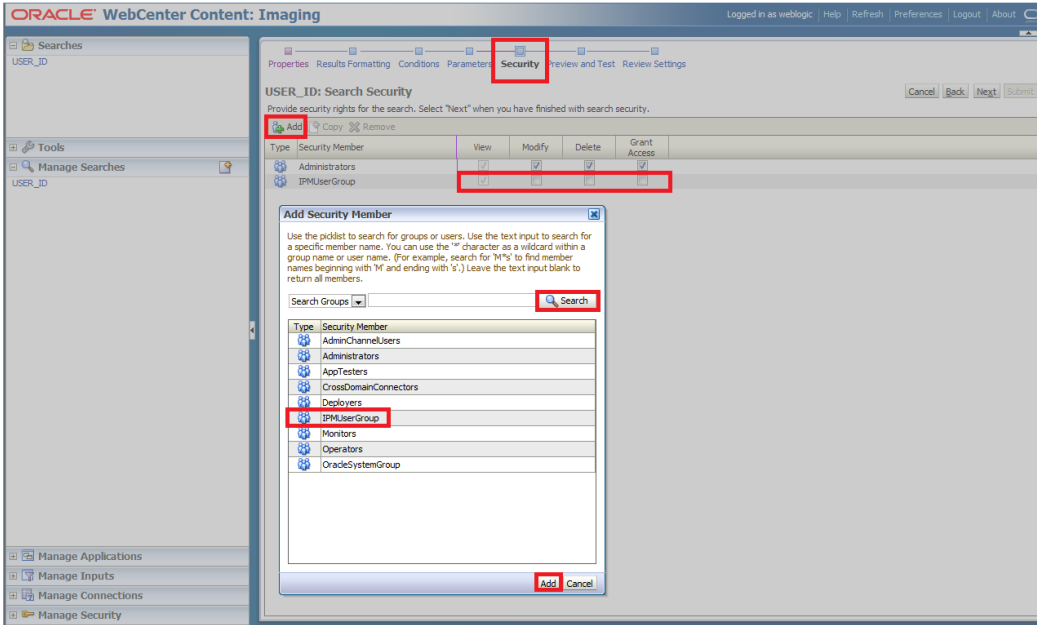 ORACLE® WebCenter Content: Imaging
Logged in as weblogic | Help | Refresh | Preferences | Logout | About
Searches
USER_ID
Tools
Manage Searches
USER_ID
Manage Applications
Manage Inputs
Manage Connections
Manage Security
Properties Results Formatting Conditions Parameters Security Preview and Test Review Settings
USER_ID: Search Security
Cancel Back Next Submit
Provide security rights for the search. Select "Next" when you have finished with search security.
Add Copy Remove
Type Security Member View Modify Delete Grant Access
Administrators
IPMUserGroup
Add Security Member
Use the picklist to search for groups or users. Use the text input to search for
a specific member name. You can use the '*' character as a wildcard within a
group name or user name. (For example, search for 'M*s' to find member
names beginning with 'M' and ending with 's'.) Leave the text input blank to
return all members.
Search Groups Search
Type Security Member
AdminChannelUsers
Administrators
AppTesters
CrossDomainConnectors
Deployers
IPMUserGroup
Monitors
Operators
OracleSystemGroup
Add Cancel